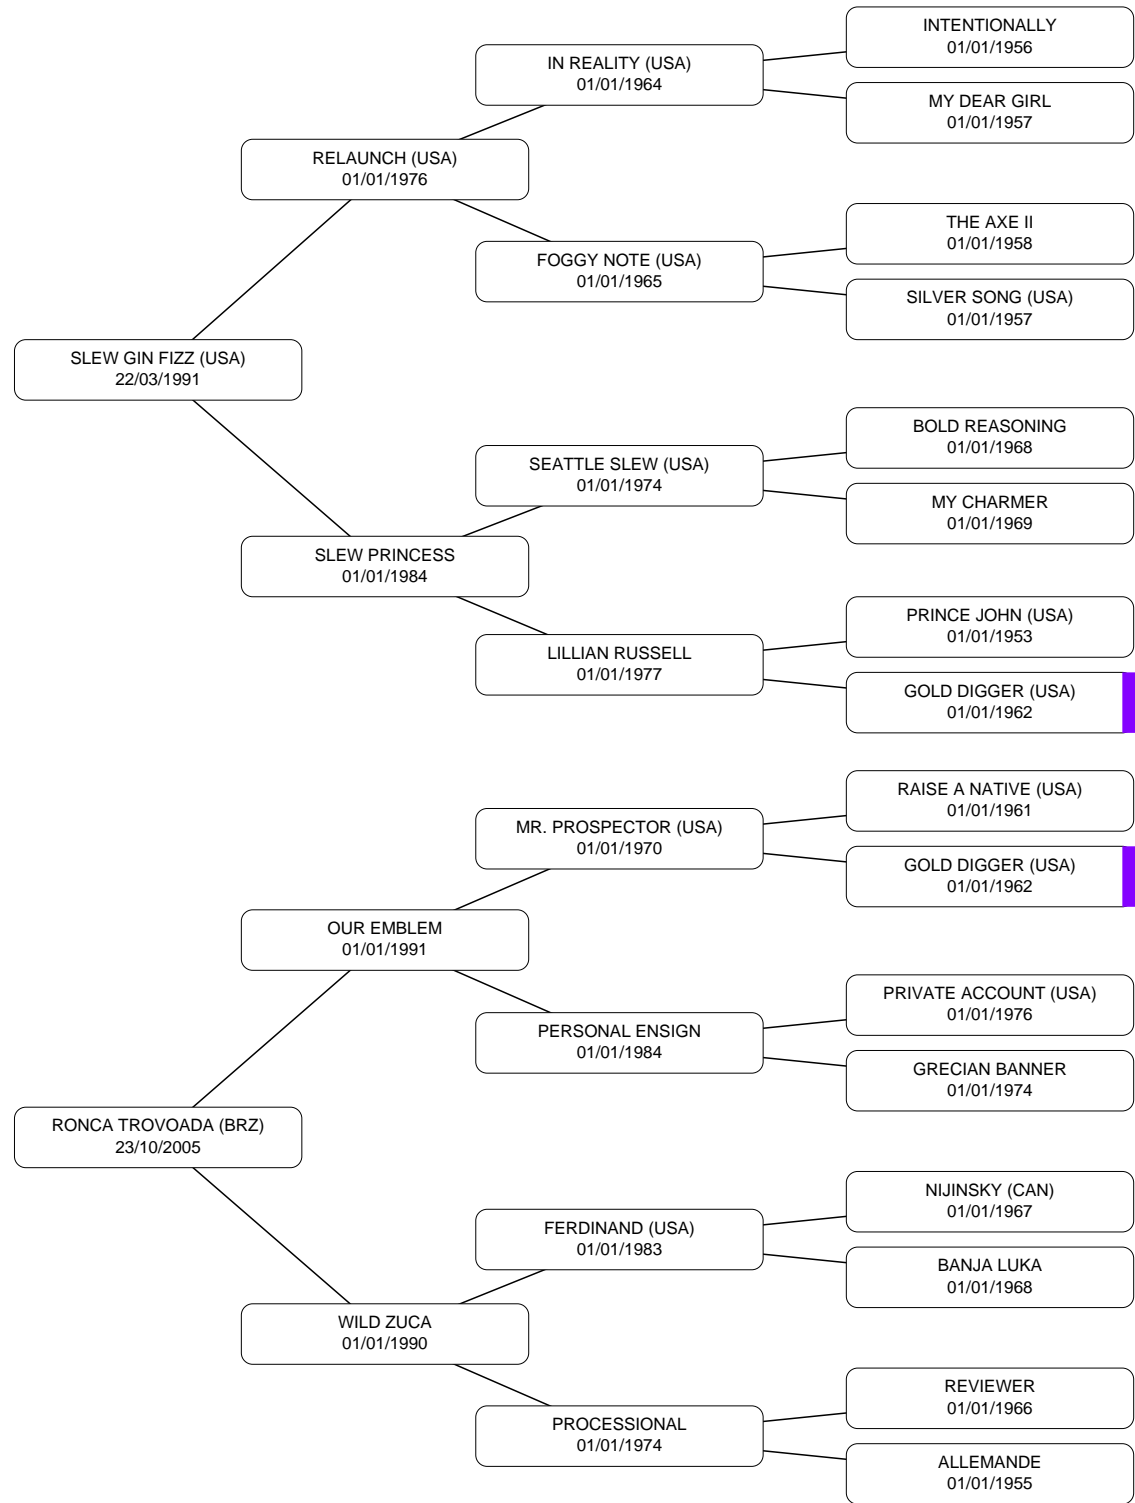 INTENTIONALLY
01/01/1956
IN REALITY (USA)
01/01/1964
MY DEAR GIRL
01/01/1957
RELAUNCH (USA)
01/01/1976
THE AXE II
01/01/1958
FOGGY NOTE (USA)
01/01/1965
SILVER SONG (USA)
01/01/1957
SLEW GIN FIZZ (USA)
22/03/1991
BOLD REASONING
01/01/1968
SEATTLE SLEW (USA)
01/01/1974
MY CHARMER
01/01/1969
SLEW PRINCESS
01/01/1984
PRINCE JOHN (USA)
01/01/1953
LILLIAN RUSSELL
01/01/1977
GOLD DIGGER (USA)
01/01/1962
RAISE A NATIVE (USA)
01/01/1961
MR. PROSPECTOR (USA)
01/01/1970
GOLD DIGGER (USA)
01/01/1962
OUR EMBLEM
01/01/1991
PRIVATE ACCOUNT (USA)
01/01/1976
PERSONAL ENSIGN
01/01/1984
GRECIAN BANNER
01/01/1974
RONCA TROVOADA (BRZ)
23/10/2005
NIJINSKY (CAN)
01/01/1967
FERDINAND (USA)
01/01/1983
BANJA LUKA
01/01/1968
WILD ZUCA
01/01/1990
REVIEWER
01/01/1966
PROCESSIONAL
01/01/1974
ALLEMANDE
01/01/1955